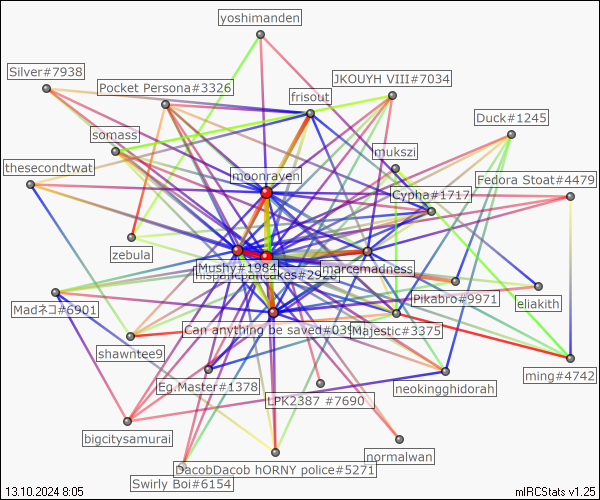 yoshimanden
Silver#7938
JKOUYH VIII#7034
Pocket Persona#3326
frisout
Duck#1245
somass
mukszi
thesecondtwat
moonraven
Fedora Stoat#4479
Cypha#1717
zebula
Mushy#1984
marcemadness
hispanicpancakes#2928
Pikabro#9971
eliakith
Madネコ#6901
Can anything be saved#039
Majestic#3375
shawntee9
ming#4742
Eg.Master#1378
neokingghidorah
LPK2387 #7690
bigcitysamurai
normalwan
DacobDacob hORNY police#5271
Swirly Boi#6154
13.10.2024 8:05
mIRCStats v1.25